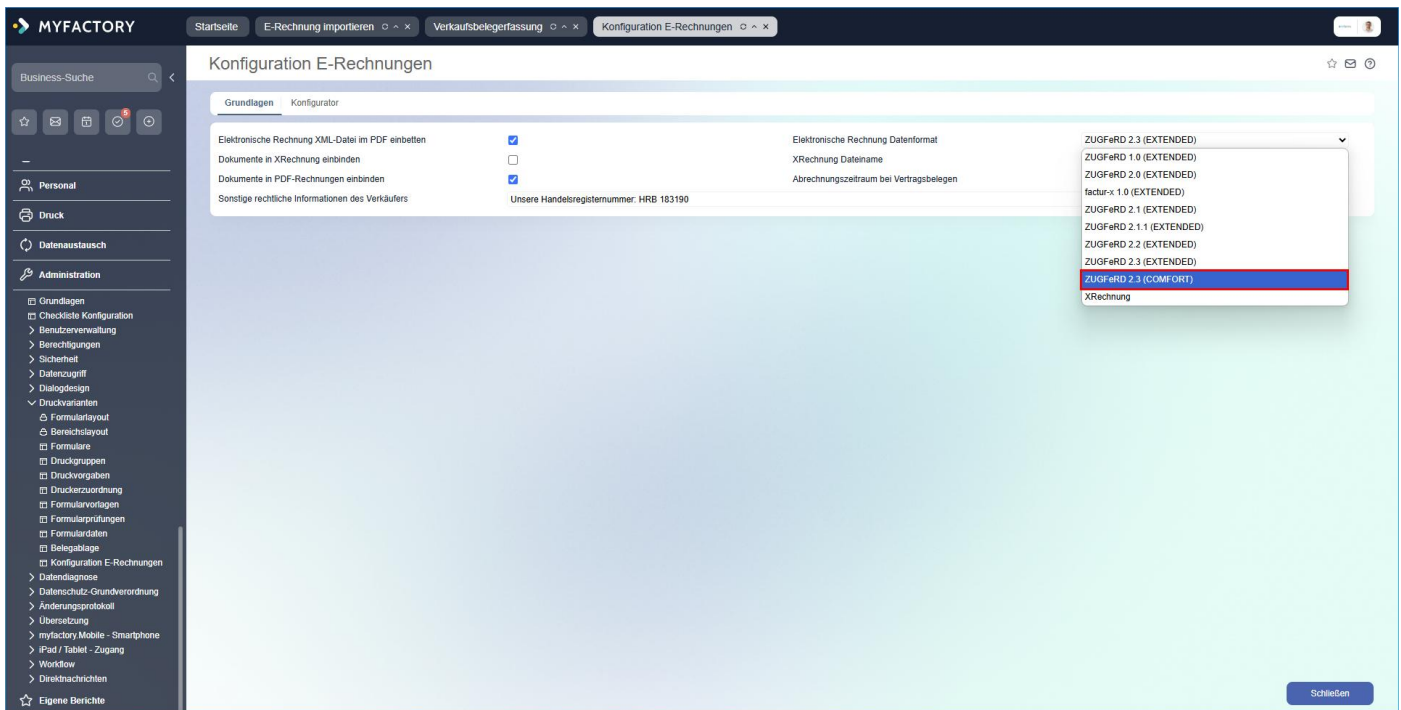 MYFACTORY
Startseite
E-Rechnung importieren
Verkaufsbelegerfassung
Konfiguration E-Rechnungen
Business-Suche
5
Personal
Druck
Datenaustausch
Administration
Grundlagen
Checkliste Konfiguration
Benutzerverwaltung
Berechtigungen
Sicherheit
Datenzugriff
Dialogdesign
Druckvarianten
Formularlayout
Bereichslayout
Formulare
Druckgruppen
Druckvorgaben
Druckerzuordnung
Formularvorlagen
Formularprüfungen
Formulardaten
Belegablage
Konfiguration E-Rechnungen
Datendiagnose
Datenschutz-Grundverordnung
Änderungsprotokoll
Übersetzung
myfactory.Mobile - Smartphone
iPad / Tablet - Zugang
Workflow
Direktnachrichten
Eigene Berichte
Konfiguration E-Rechnungen
Grundlagen
Konfigurator
Elektronische Rechnung XML-Datei im PDF einbetten
Dokumente in XRechnung einbinden
Dokumente in PDF-Rechnungen einbinden
Sonstige rechtliche Informationen des Verkäufers
Unsere Handelsregisternummer: HRB 183190
Elektronische Rechnung Datenformat
XRechnung Dateiname
Abrechnungszeitraum bei Vertragsbelegen
ZUGFeRD 2.3 (EXTENDED)
ZUGFeRD 1.0 (EXTENDED)
ZUGFeRD 2.0 (EXTENDED)
factur-x 1.0 (EXTENDED)
ZUGFeRD 2.1 (EXTENDED)
ZUGFeRD 2.1.1 (EXTENDED)
ZUGFeRD 2.2 (EXTENDED)
ZUGFeRD 2.3 (EXTENDED)
ZUGFeRD 2.3 (COMFORT)
XRechnung
Schließen